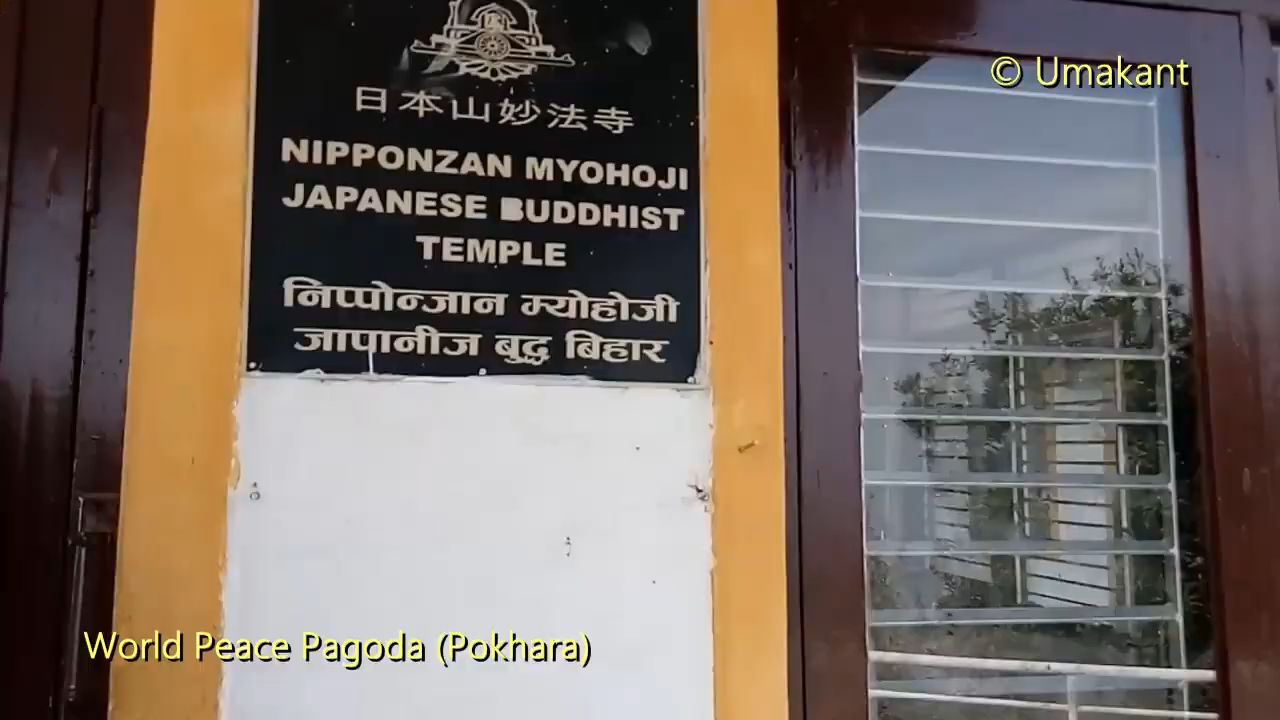 © Umakant
日本山妙法寺
NIPPONZAN MYOHOJI
JAPANESE BUDDHIST
TEMPLE
निप्पोन्जान म्योहोजी
जापानीज बुद्ध बिहार
World Peace Pagoda (Pokhara)